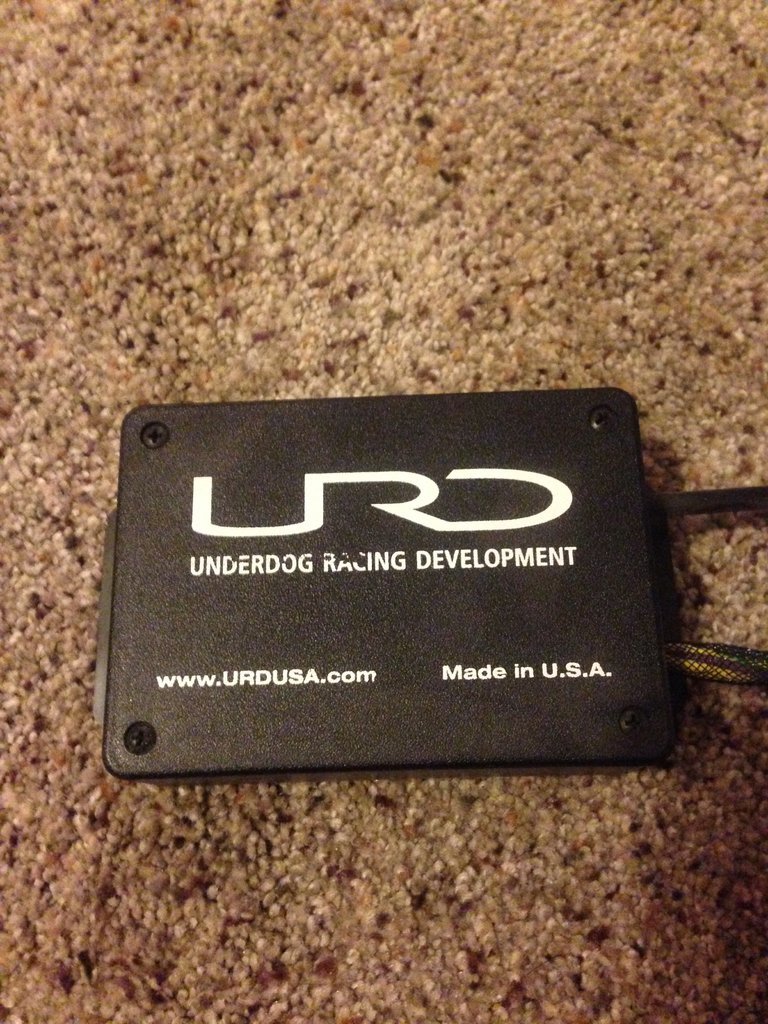 URD
UNDERDOG RACING DEVELOPMENT
www.URDUSA.com Made in U.S.A.